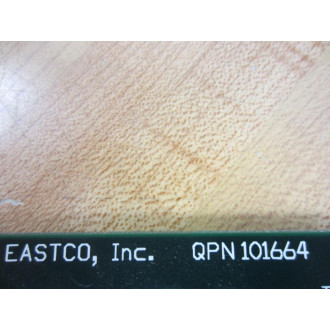 EASTCO, Inc. QPN 101664